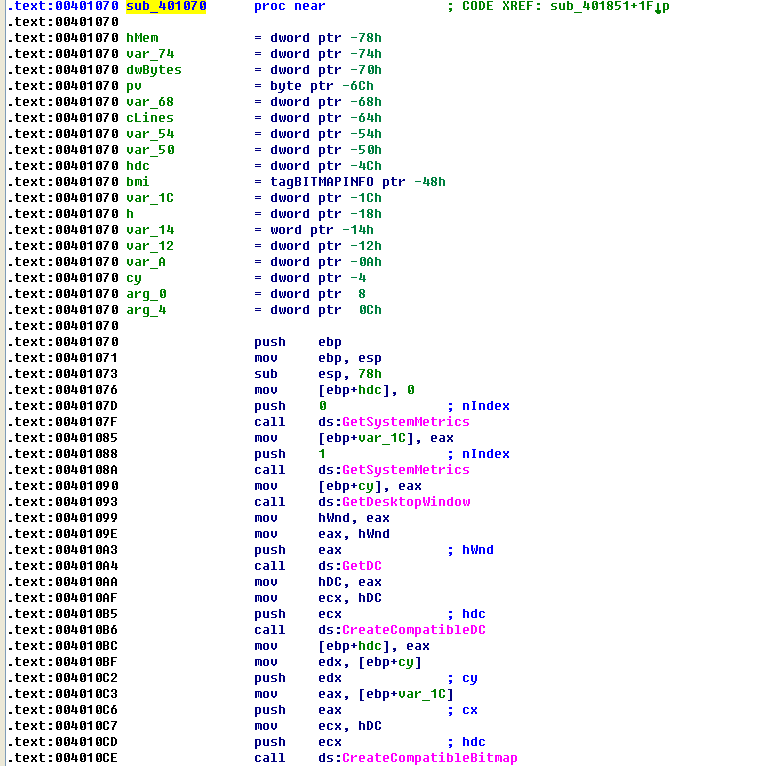 .text:00401070 sub_401070 proc near ; CODE XREF: sub_401851+1F↓p
.text:00401070
.text:00401070 hMem = dword ptr -78h
.text:00401070 var_74 = dword ptr -74h
.text:00401070 dwBytes = dword ptr -70h
.text:00401070 pv = byte ptr -6Ch
.text:00401070 var_68 = dword ptr -68h
.text:00401070 cLines = dword ptr -64h
.text:00401070 var_54 = dword ptr -54h
.text:00401070 var_50 = dword ptr -50h
.text:00401070 hdc = dword ptr -4Ch
.text:00401070 bmi = tagBITMAPINFO ptr -48h
.text:00401070 var_1C = dword ptr -1Ch
.text:00401070 h = dword ptr -18h
.text:00401070 var_14 = word ptr -14h
.text:00401070 var_12 = dword ptr -12h
.text:00401070 var_A = dword ptr -0Ah
.text:00401070 cy = dword ptr -4
.text:00401070 arg_0 = dword ptr 8
.text:00401070 arg_4 = dword ptr 0Ch
.text:00401070
.text:00401070 push ebp
.text:00401071 mov ebp, esp
.text:00401073 sub esp, 78h
.text:00401076 mov [ebp+hdc], 0
.text:0040107D push 0 ; nIndex
.text:0040107F call ds:GetSystemMetrics
.text:00401085 mov [ebp+var_1C], eax
.text:00401088 push 1 ; nIndex
.text:0040108A call ds:GetSystemMetrics
.text:00401090 mov [ebp+cy], eax
.text:00401093 call ds:GetDesktopWindow
.text:00401099 mov hWnd, eax
.text:0040109E mov eax, hWnd
.text:004010A3 push eax ; hWnd
.text:004010A4 call ds:GetDC
.text:004010AA mov hDC, eax
.text:004010AF mov ecx, hDC
.text:004010B5 push ecx ; hdc
.text:004010B6 call ds:CreateCompatibleDC
.text:004010BC mov [ebp+hdc], eax
.text:004010BF mov edx, [ebp+cy]
.text:004010C2 push edx ; cy
.text:004010C3 mov eax, [ebp+var_1C]
.text:004010C6 push eax ; cx
.text:004010C7 mov ecx, hDC
.text:004010CD push ecx ; hdc
.text:004010CE call ds:CreateCompatibleBitmap